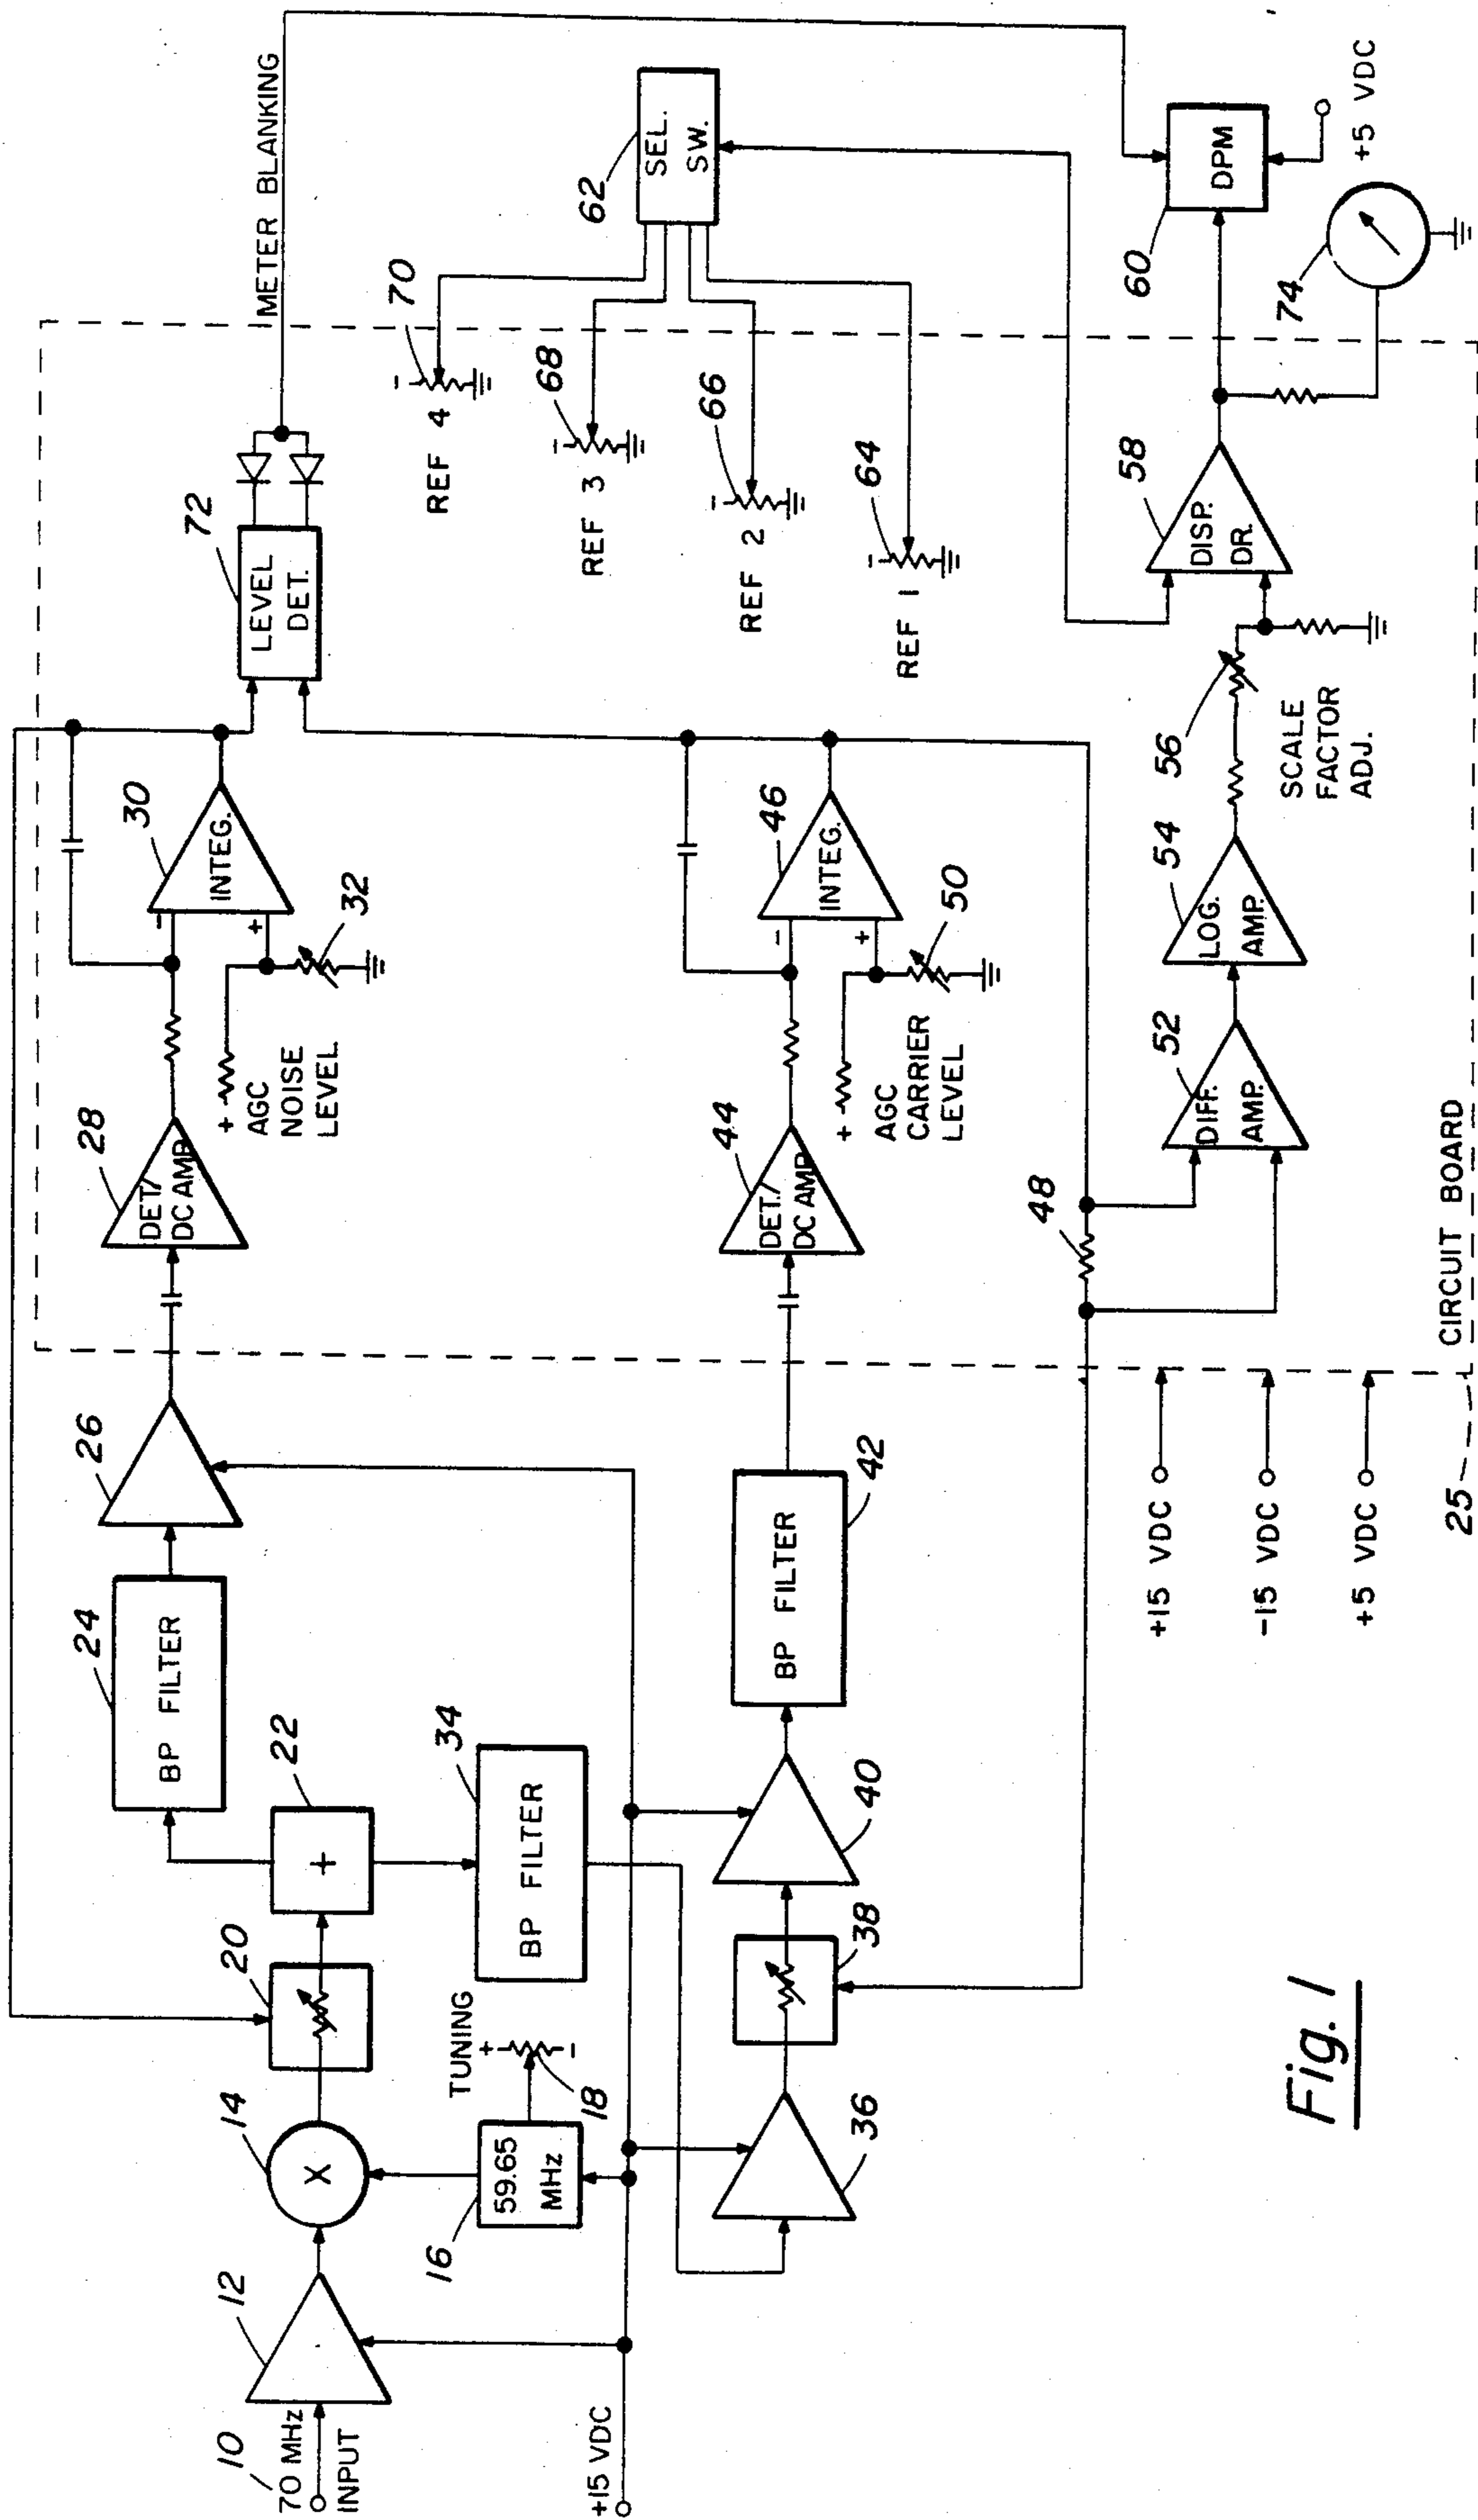 10
70 MHz
INPUT
12
14
X
16
59.65
MHz
TUNING
+
-
18
20
22
+
24
BP FILTER
26
34
BP FILTER
+15 VDC
36
38
40
42
BP FILTER
28
DET/
DC AMP
30
INTEG.
-
+
32
+
AGC
NOISE
LEVEL
44
DET./
DC AMP
46
INTEG.
-
+
50
+
AGC
CARRIER
LEVEL
48
52
DIFF.
AMP.
54
LOG.
AMP.
56
SCALE
FACTOR
ADJ.
58
DISP.
DR.
72
LEVEL
DET.
METER BLANKING
70
-
REF 4
68
-
REF 3
66
-
REF 2
64
-
REF 1
62
SEL.
SW.
60
DPM
74
+5 VDC
+15 VDC
-15 VDC
+5 VDC
25
CIRCUIT BOARD
Fig. 1